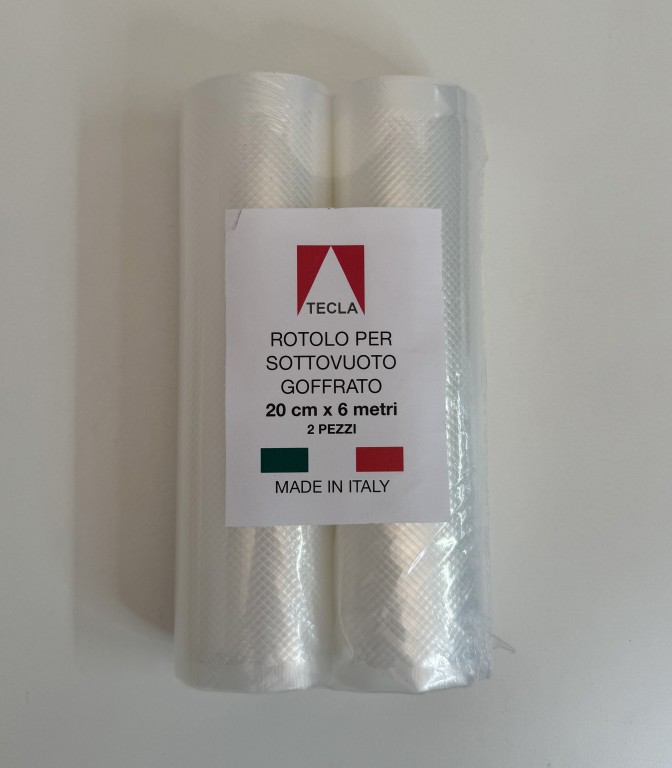 TECLA
ROTOLO PER
SOTTOVUOTO
GOFFRATO
20 cm x 6 metri
2 PEZZI
MADE IN ITALY